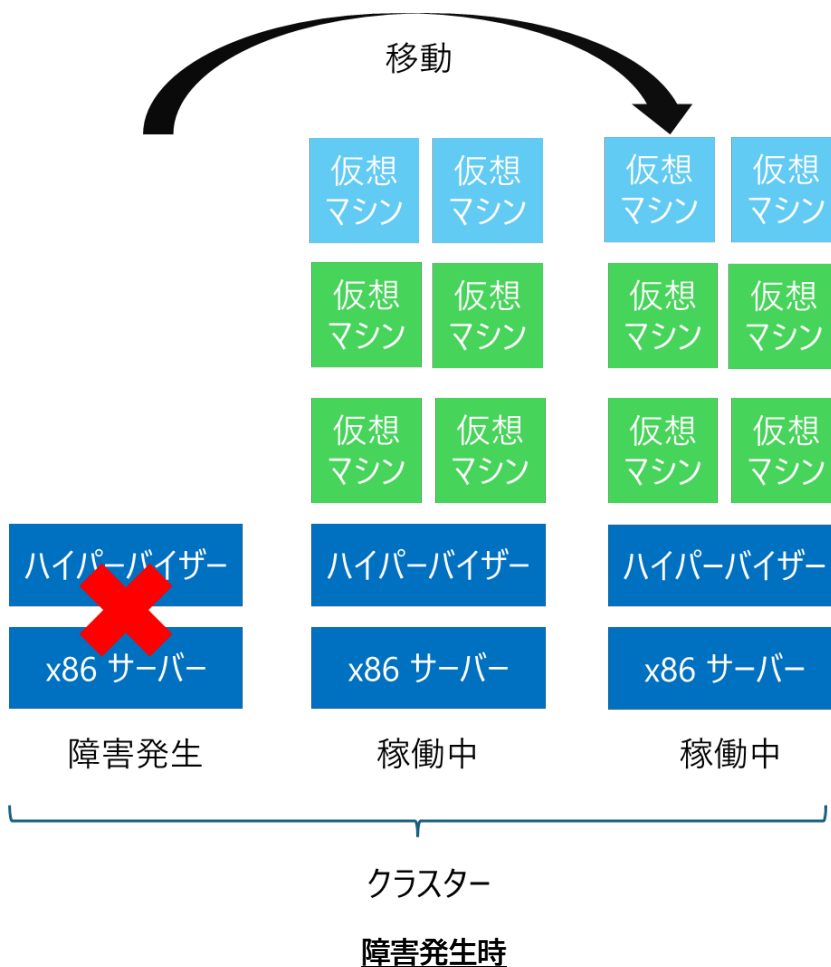 移動
仮想
マシン
仮想
マシン
仮想
マシン
仮想
マシン
仮想
マシン
仮想
マシン
仮想
マシン
仮想
マシン
仮想
マシン
仮想
マシン
仮想
マシン
仮想
マシン
ハイパーバイザー
ハイパーバイザー
ハイパーバイザー
x86 サーバー
x86 サーバー
x86 サーバー
障害発生
稼働中
稼働中
クラスター
障害発生時